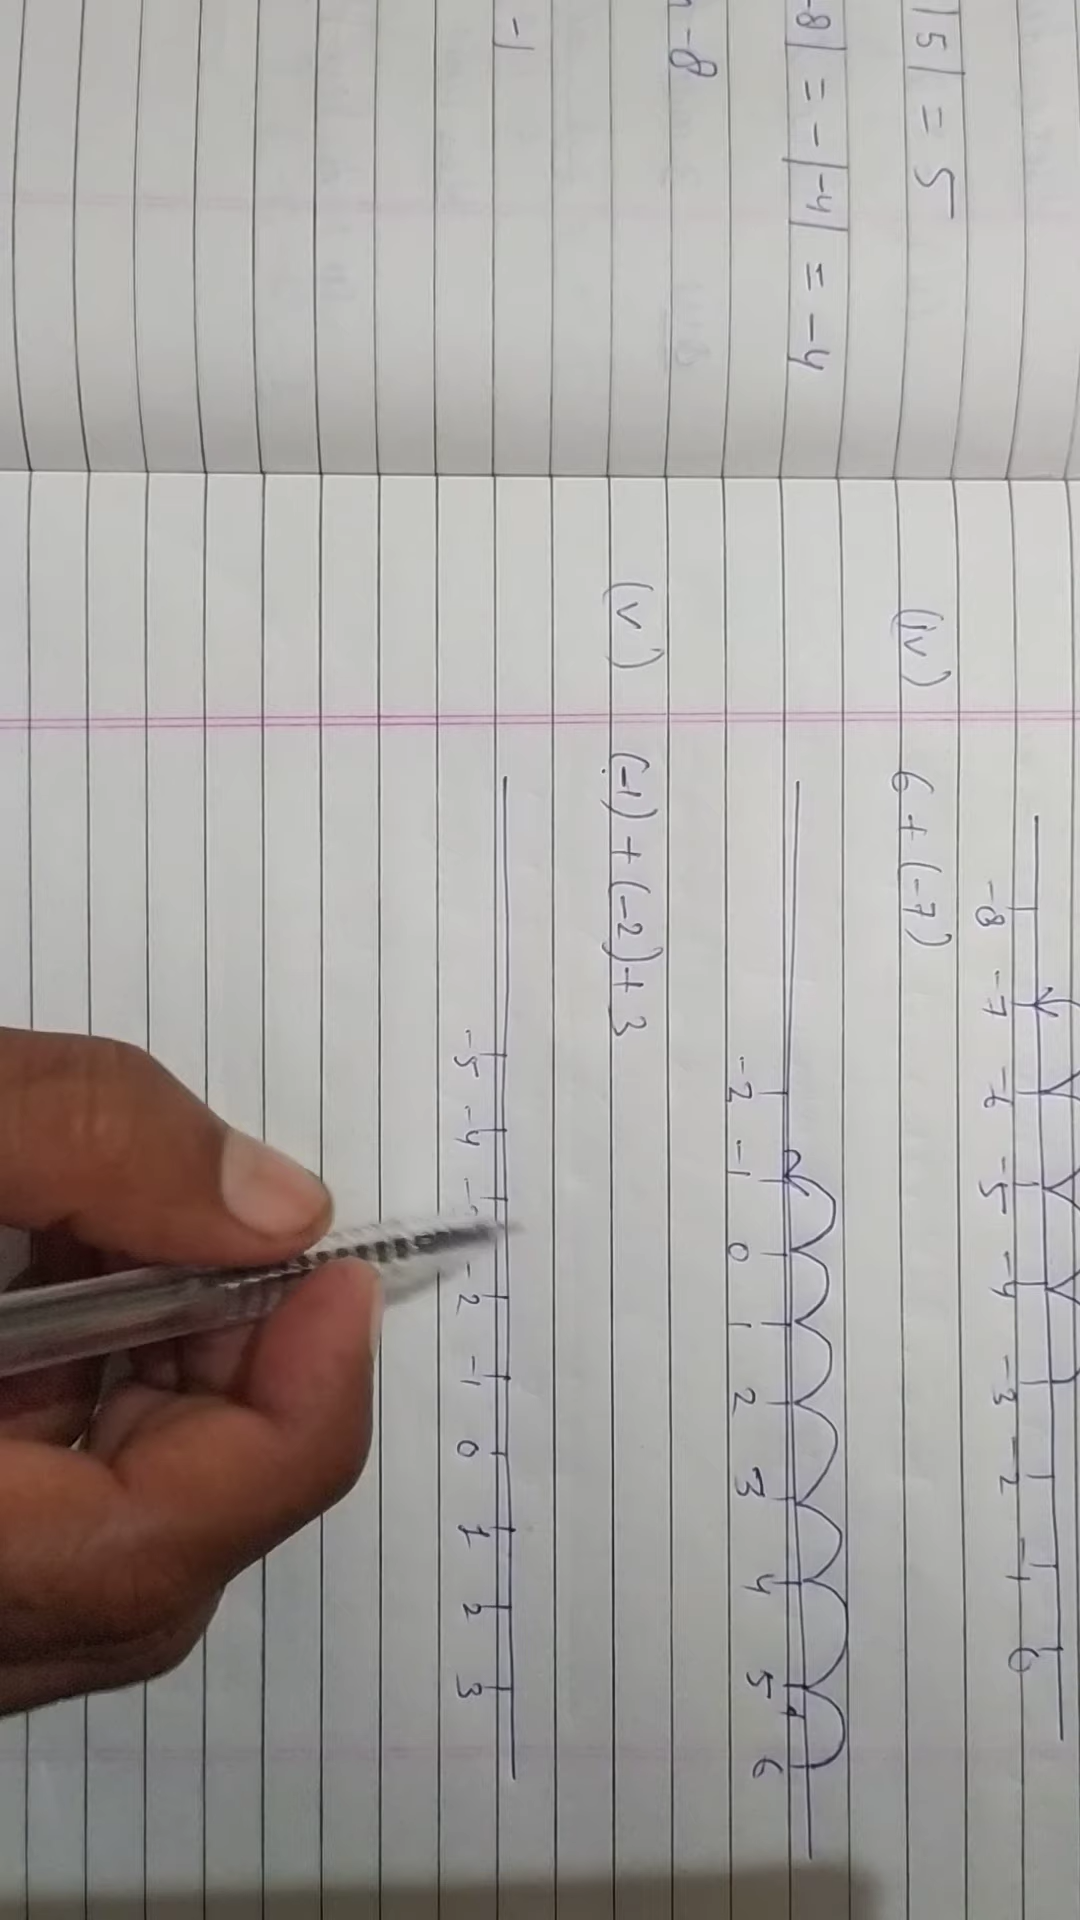 |5| = 5
-8| = -|-4| = -4
-8
-1
-8 -7 -6 -5 -4 -3 -2 -1 0
(iv) 6 + (-7)
-2 -1 0 1 2 3 4 5 6
(v) (-1) + (-2) + 3
-5 -4 -2 -1 0 1 2 3